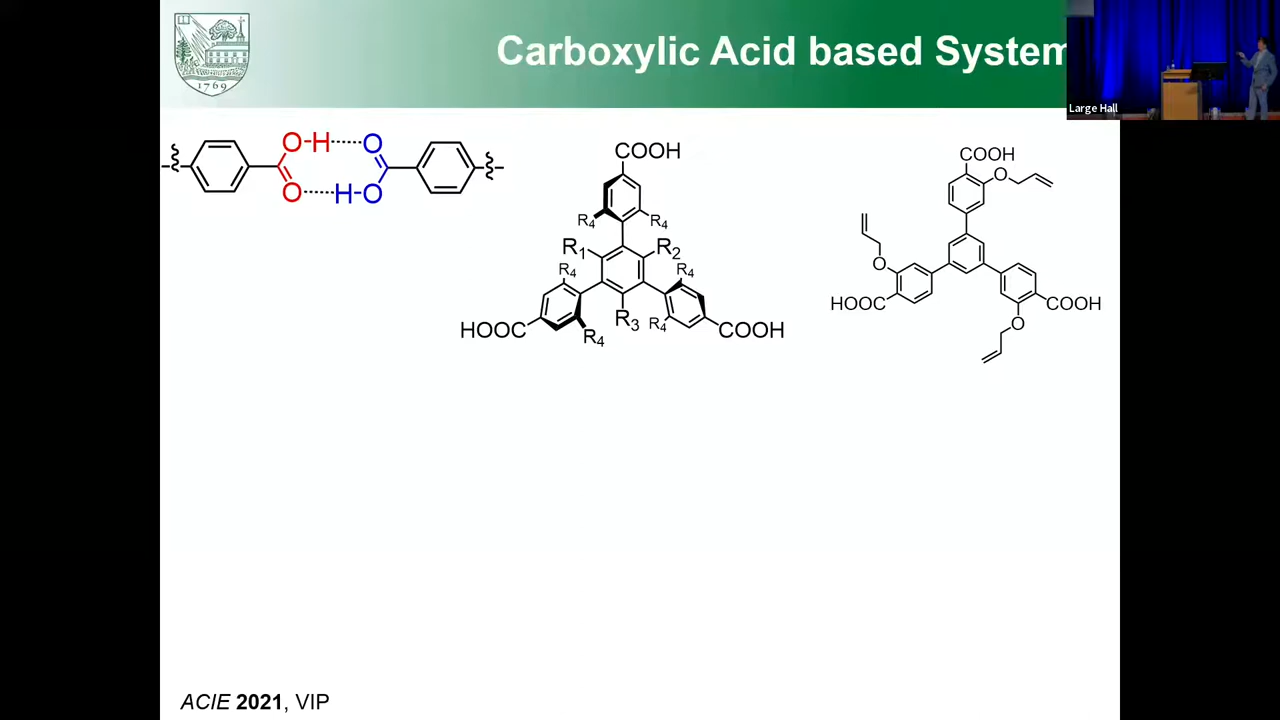 Carboxylic Acid based System
Large Hall
1769
O-H O
O H-O
COOH
R4 R4
R1 R2
R4 R4
HOOC R4 R3 R4 COOH
COOH
O
O
HOOC COOH
O
ACIE 2021, VIP